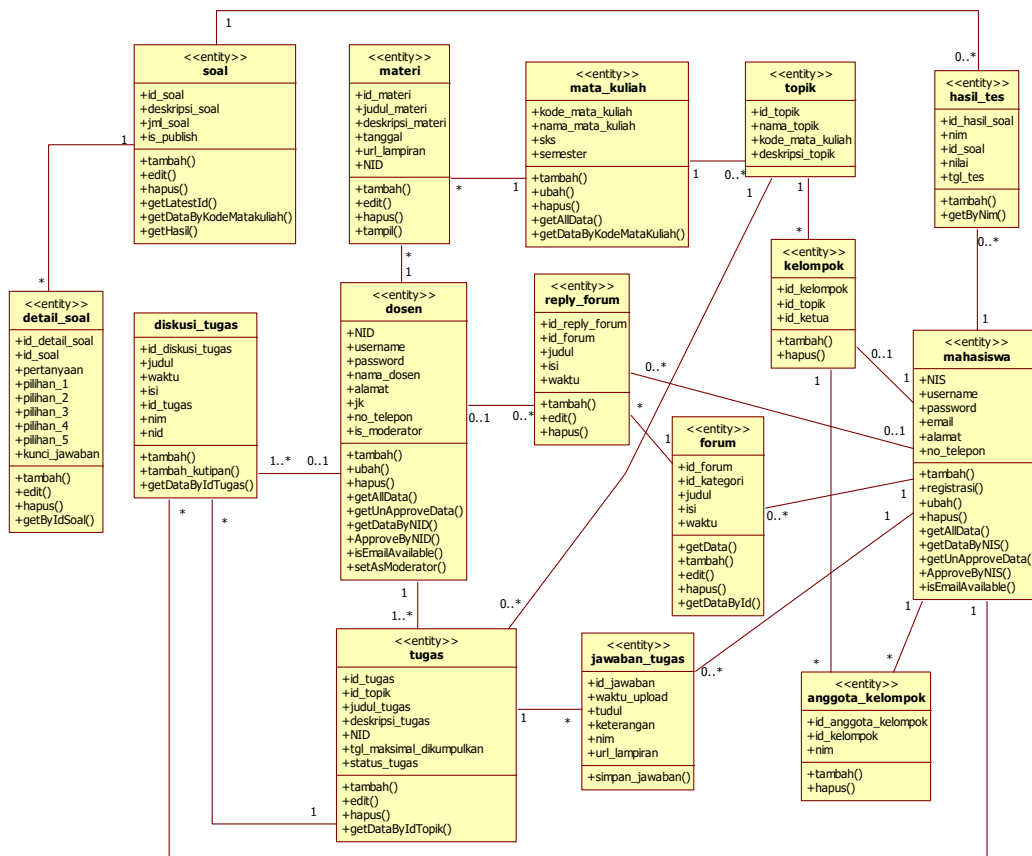 1
0..*
<<entity>>
soal
+id_soal
+deskripsi_soal
+jml_soal
+is_publish
+tambah()
+edit()
+hapus()
+getLatestId()
+getDataByKodeMatakuliah()
+getHasil()
1
*
<<entity>>
materi
+id_materi
+judul_materi
+deskripsi_materi
+tanggal
+url_lampiran
+NID
+tambah()
+edit()
+hapus()
+tampil()
*
1
*
1
<<entity>>
mata_kuliah
+kode_mata_kuliah
+nama_mata_kuliah
+sks
+semester
+tambah()
+ubah()
+hapus()
+getAllData()
+getDataByKodeMataKuliah()
1
0..*
<<entity>>
topik
+id_topik
+nama_topik
+kode_mata_kuliah
+deskripsi_topik
1
1
*
<<entity>>
hasil_tes
+id_hasil_soal
+nim
+id_soal
+nilai
+tgl_tes
+tambah()
+getByNim()
0..*
1
<<entity>>
detail_soal
+id_detail_soal
+id_soal
+pertanyaan
+pilihan_1
+pilihan_2
+pilihan_3
+pilihan_4
+pilihan_5
+kunci_jawaban
+tambah()
+edit()
+hapus()
+getByIdSoal()
diskusi_tugas
+id_diskusi_tugas
+judul
+waktu
+isi
+id_tugas
+nim
+nid
+tambah()
+tambah_kutipan()
+getDataByIdTugas()
1..*
0..1
*
*
<<entity>>
dosen
+NID
+username
+password
+nama_dosen
+alamat
+jk
+no_telepon
+is_moderator
+tambah()
+ubah()
+hapus()
+getAllData()
+getUnApproveData()
+getDataByNID()
+ApproveByNID()
+isEmailAvailable()
+setAsModerator()
0..1
0..*
1
1..*
<<entity>>
reply_forum
+id_reply_forum
+id_forum
+judul
+isi
+waktu
+tambah()
+edit()
+hapus()
0..*
0..1
*
1
<<entity>>
kelompok
+id_kelompok
+id_topik
+id_ketua
+tambah()
+hapus()
0..1
1
1
*
<<entity>>
forum
+id_forum
+id_kategori
+judul
+isi
+waktu
+getData()
+tambah()
+edit()
+hapus()
+getDataById()
0..*
1
<<entity>>
mahasiswa
+NIS
+username
+password
+email
+alamat
+no_telepon
+tambah()
+registrasi()
+ubah()
+hapus()
+getAllData()
+getDataByNIS()
+getUnApproveData()
+ApproveByNIS()
+isEmailAvailable()
1
1
1
*
0..*
<<entity>>
tugas
+id_tugas
+id_topik
+judul_tugas
+deskripsi_tugas
+NID
+tgl_maksimal_dikumpulkan
+status_tugas
+tambah()
+edit()
+hapus()
+getDataByIdTopik()
1
1
*
<<entity>>
jawaban_tugas
+id_jawaban
+waktu_upload
+tudul
+keterangan
+nim
+url_lampiran
+simpan_jawaban()
0..*
<<entity>>
anggota_kelompok
+id_anggota_kelompok
+id_kelompok
+nim
+tambah()
+hapus()